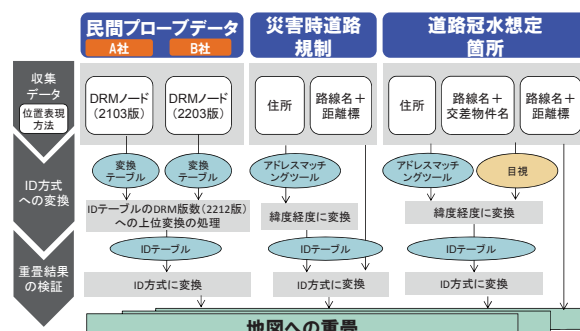 民間プローブデータ
A社
B社
災害時道路
規制
道路冠水想定
箇所
収集
データ
位置表現
方法
DRMノード
(2103版)
DRMノード
(2203版)
住所
路線名+
距離標
住所
路線名+
交差物件名
路線名+
距離標
ID方式
への変換
変換
テーブル
変換
テーブル
アドレスマッチ
ングツール
アドレスマッチ
ングツール
目視
IDテーブルのDRM版数(2212版)
への上位変換の処理
緯度経度に変換
緯度経度に変換
IDテーブル
IDテーブル
IDテーブル
重畳結果
の検証
ID方式に変換
ID方式に変換
ID方式に変換
地図への重畳